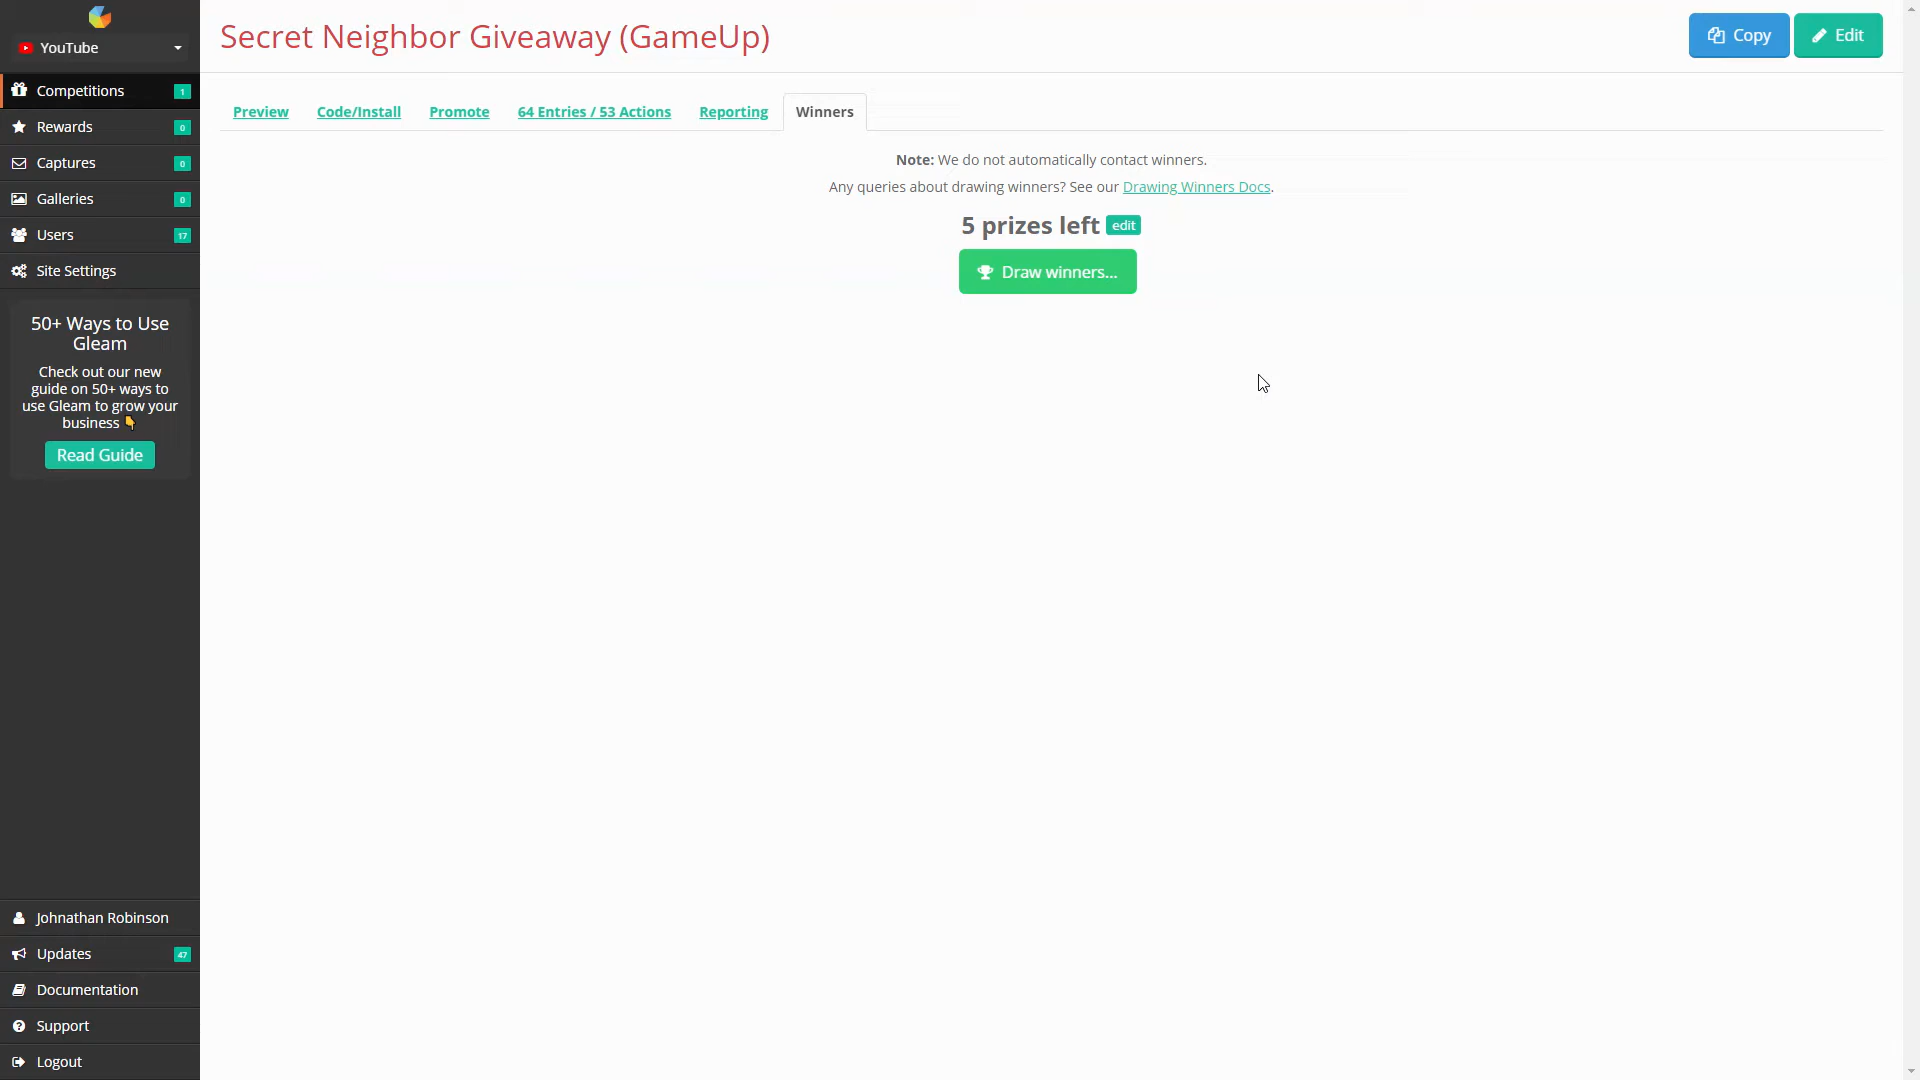 YouTube
Secret Neighbor Giveaway (GameUp)
Copy
Edit
Competitions 1
Rewards 0
Captures 0
Galleries 0
Users 17
Site Settings
50+ Ways to Use
Gleam
Check out our new
guide on 50+ ways to
use Gleam to grow your
business
Read Guide
Johnathan Robinson
Updates 47
Documentation
Support
Logout
Preview
Code/Install
Promote
64 Entries / 53 Actions
Reporting
Winners
Note: We do not automatically contact winners.
Any queries about drawing winners? See our Drawing Winners Docs.
5 prizes left edit
Draw winners...